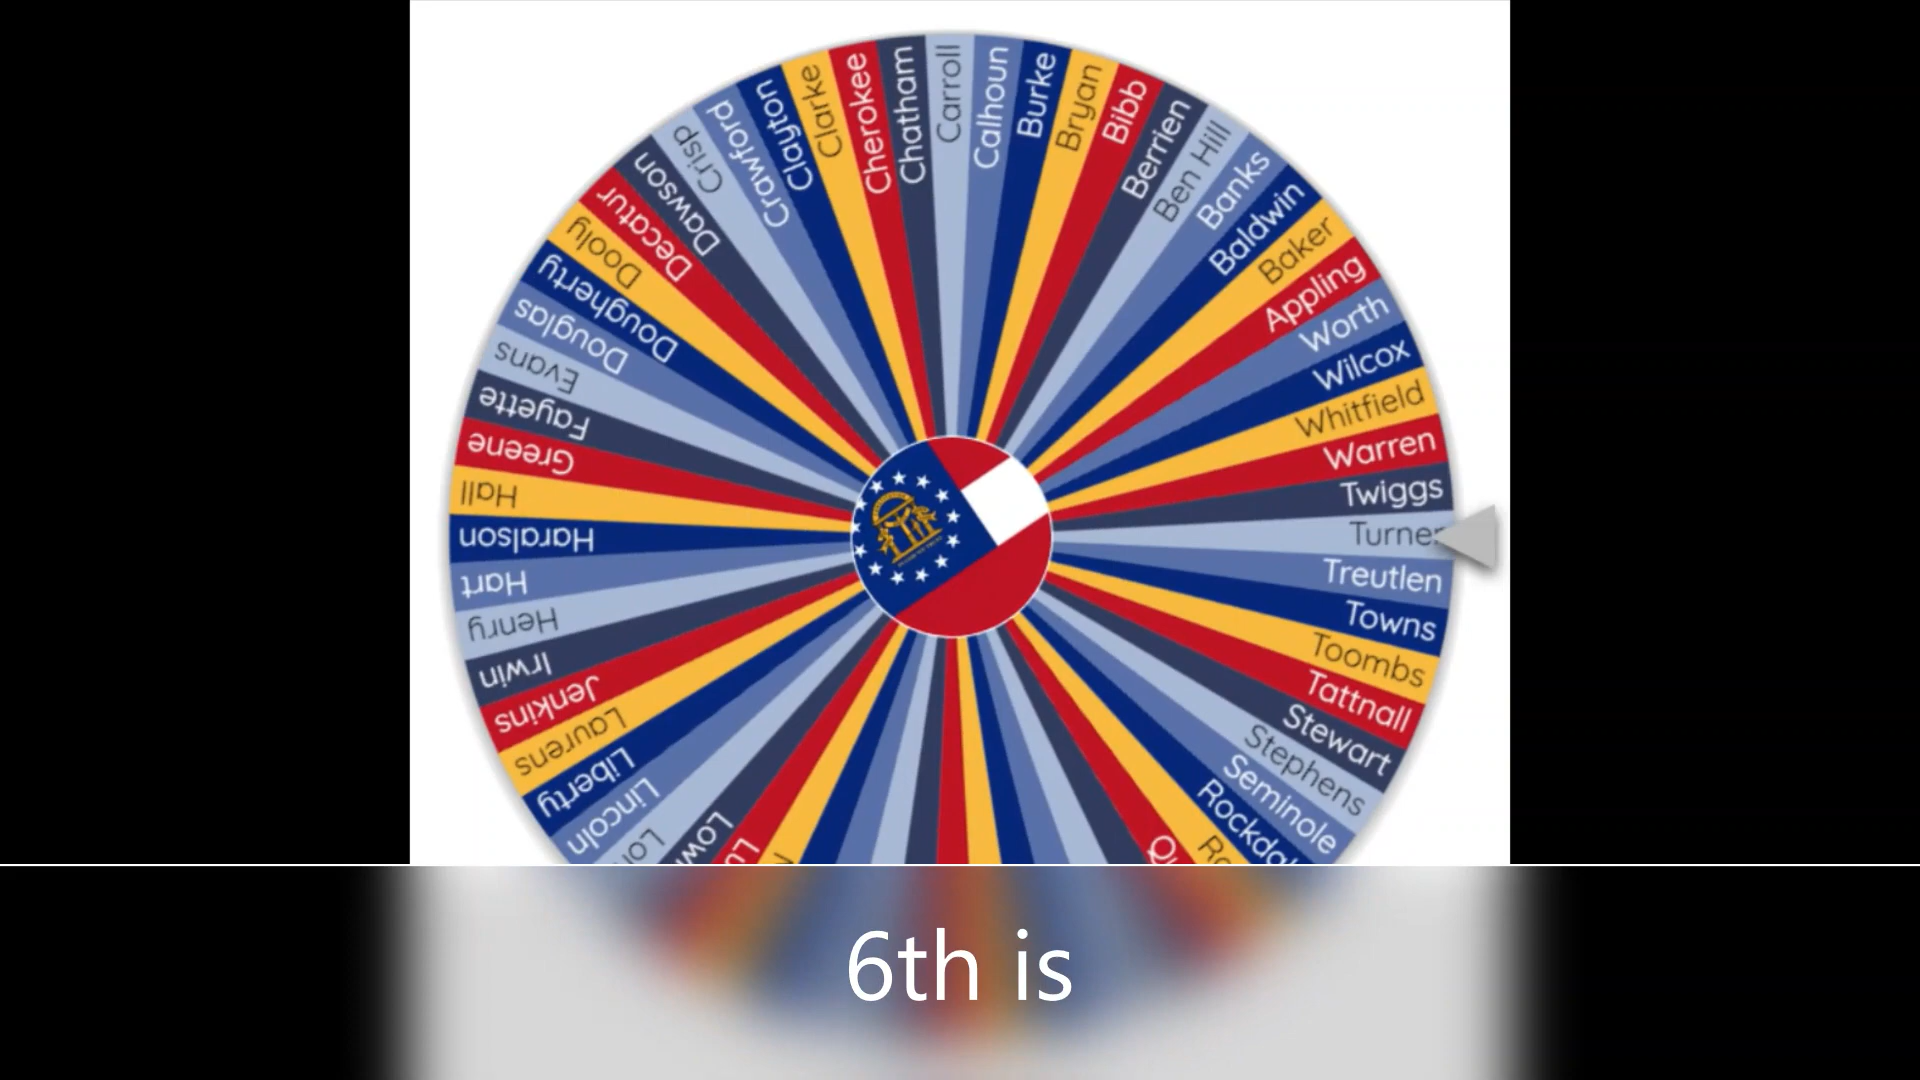 Carroll
Calhoun
Burke
Bryan
Bibb
Berrien
Ben Hill
Banks
Baldwin
Baker
Appling
Worth
Wilcox
Whitfield
Warren
Twiggs
Turner
Treutlen
Towns
Toombs
Tattnall
Stewart
Stephens
Seminole
Liberty
Lincoln
Laurens
Jenkins
Irwin
Henry
Hart
Haralson
Hall
Greene
Fayette
Evans
Douglas
Dougherty
Dooly
Decatur
Dawson
Crisp
Crawford
Clayton
Clarke
Cherokee
Chatham
6th is